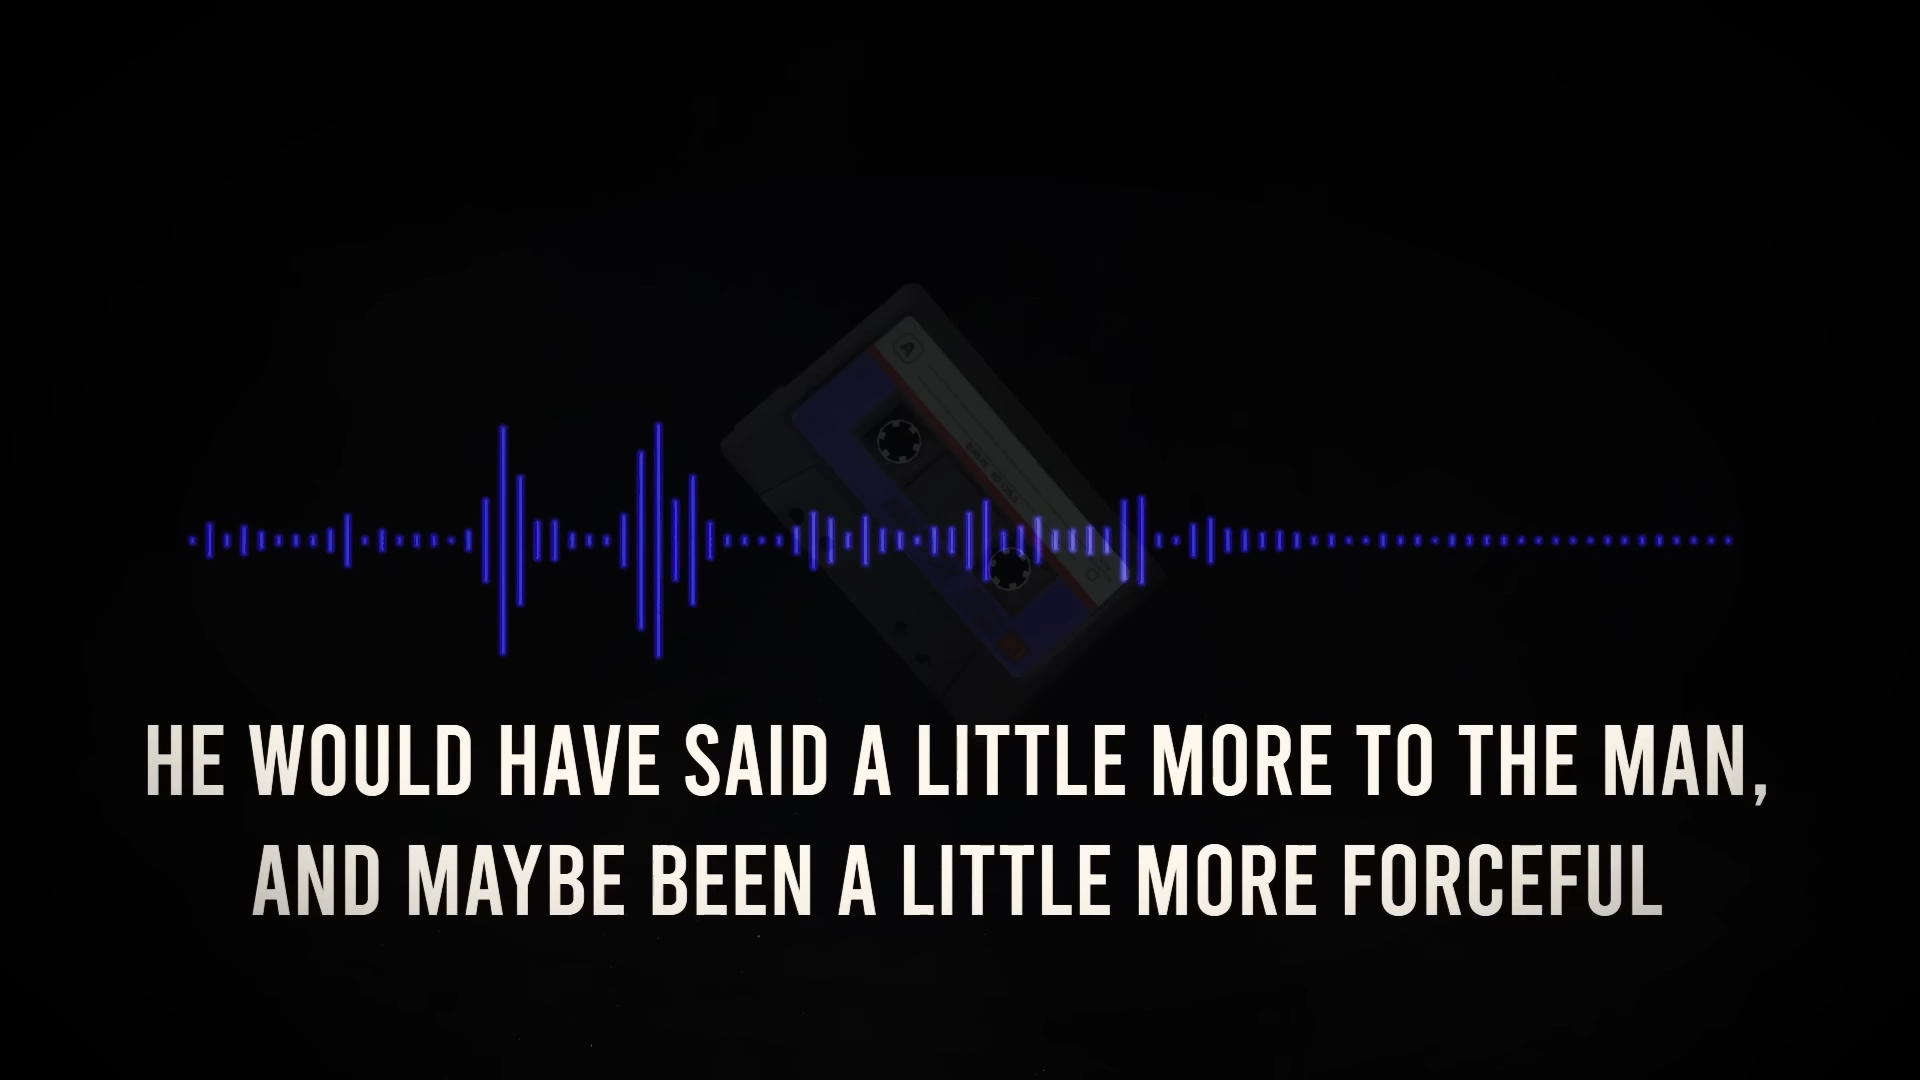 A
HE WOULD HAVE SAID A LITTLE MORE TO THE MAN,
AND MAYBE BEEN A LITTLE MORE FORCEFUL